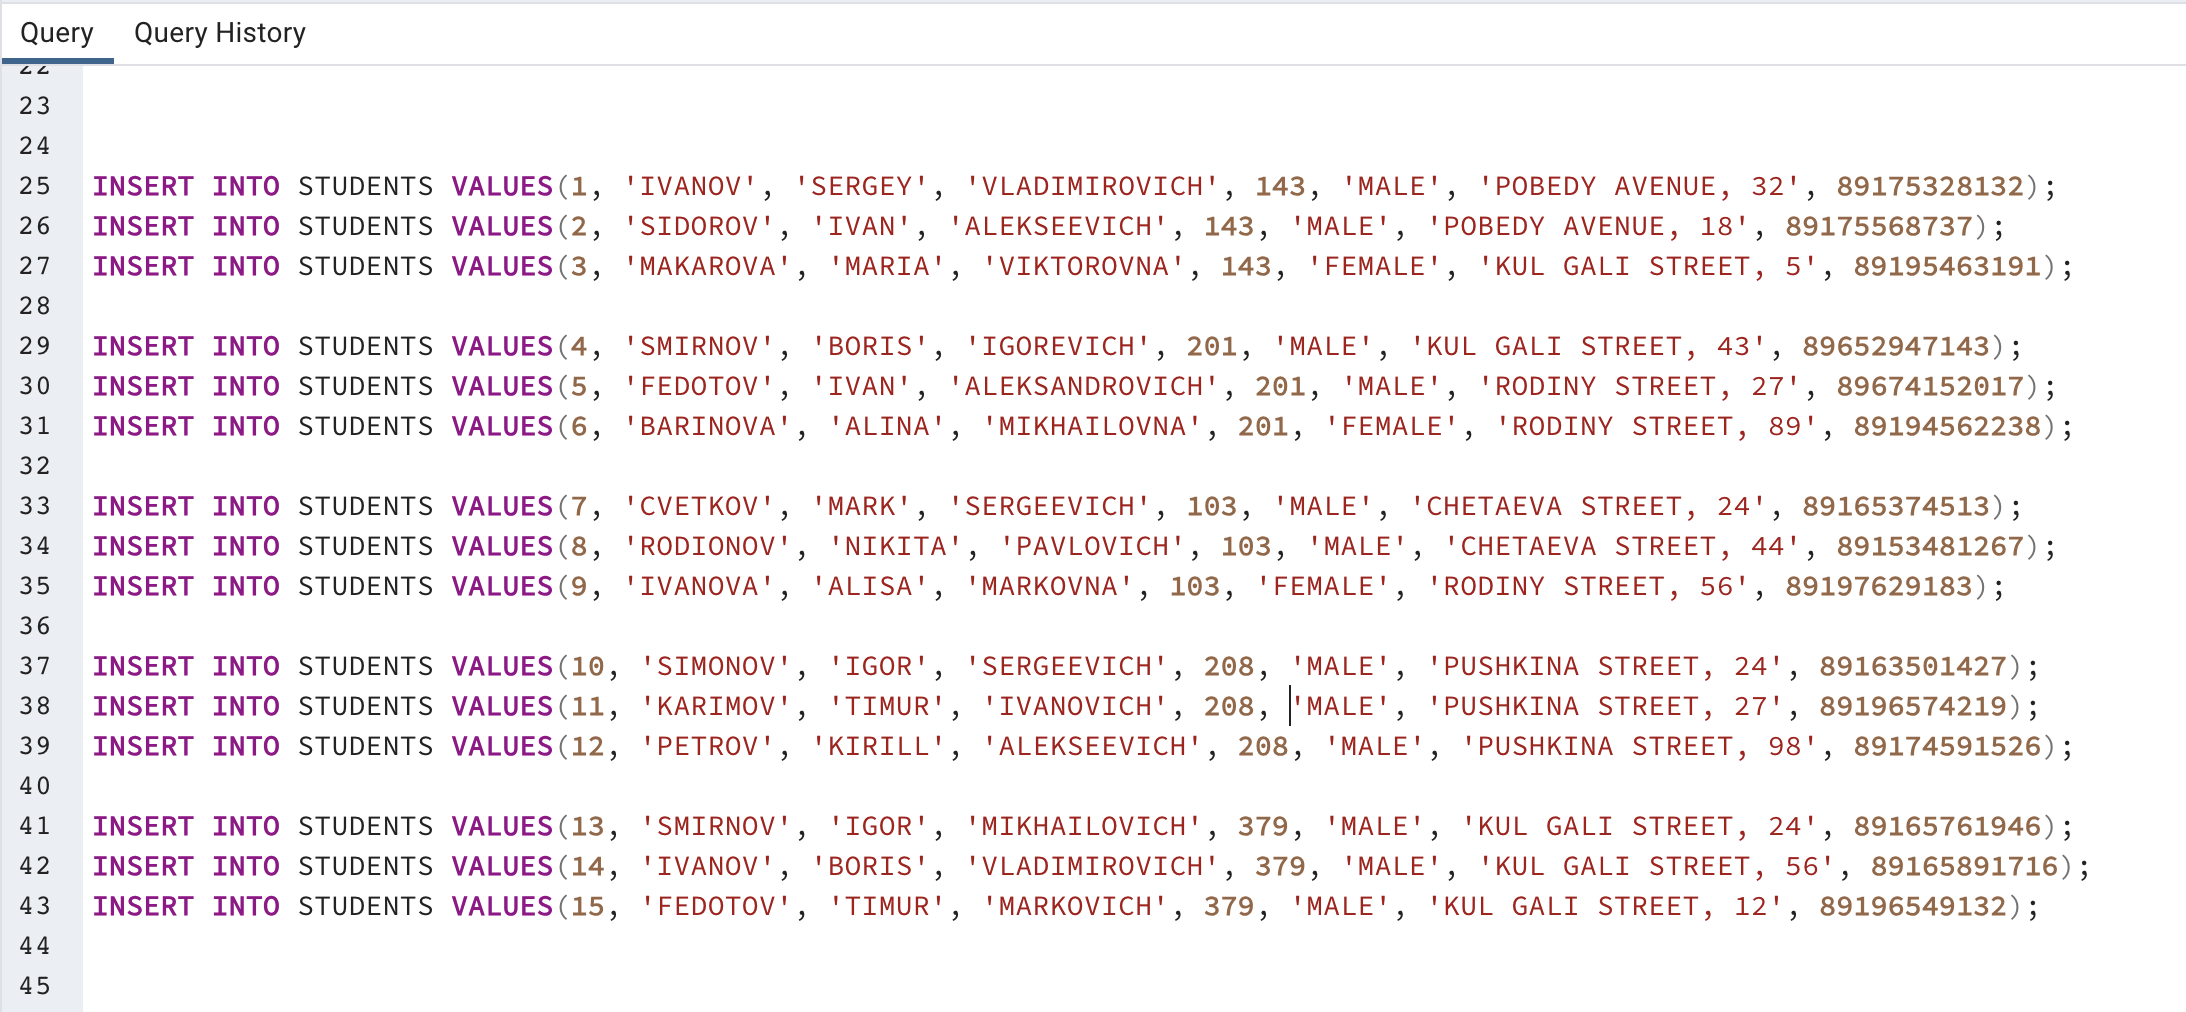 Query Query History
22
23
24
25 INSERT INTO STUDENTS VALUES(1, 'IVANOV', 'SERGEY', 'VLADIMIROVICH', 143, 'MALE', 'POBEDY AVENUE, 32', 89175328132);
26 INSERT INTO STUDENTS VALUES(2, 'SIDOROV', 'IVAN', 'ALEKSEEVICH', 143, 'MALE', 'POBEDY AVENUE, 18', 89175568737);
27 INSERT INTO STUDENTS VALUES(3, 'MAKAROVA', 'MARIA', 'VIKTOROVNA', 143, 'FEMALE', 'KUL GALI STREET, 5', 89195463191);
28
29 INSERT INTO STUDENTS VALUES(4, 'SMIRNOV', 'BORIS', 'IGOREVICH', 201, 'MALE', 'KUL GALI STREET, 43', 89652947143);
30 INSERT INTO STUDENTS VALUES(5, 'FEDOTOV', 'IVAN', 'ALEKSANDROVICH', 201, 'MALE', 'RODINY STREET, 27', 89674152017);
31 INSERT INTO STUDENTS VALUES(6, 'BARINOVA', 'ALINA', 'MIKHAILOVNA', 201, 'FEMALE', 'RODINY STREET, 89', 89194562238);
32
33 INSERT INTO STUDENTS VALUES(7, 'CVETKOV', 'MARK', 'SERGEEVICH', 103, 'MALE', 'CHETAEVA STREET, 24', 89165374513);
34 INSERT INTO STUDENTS VALUES(8, 'RODIONOV', 'NIKITA', 'PAVLOVICH', 103, 'MALE', 'CHETAEVA STREET, 44', 89153481267);
35 INSERT INTO STUDENTS VALUES(9, 'IVANOVA', 'ALISA', 'MARKOVNA', 103, 'FEMALE', 'RODINY STREET, 56', 89197629183);
36
37 INSERT INTO STUDENTS VALUES(10, 'SIMONOV', 'IGOR', 'SERGEEVICH', 208, 'MALE', 'PUSHKINA STREET, 24', 89163501427);
38 INSERT INTO STUDENTS VALUES(11, 'KARIMOV', 'TIMUR', 'IVANOVICH', 208, 'MALE', 'PUSHKINA STREET, 27', 89196574219);
39 INSERT INTO STUDENTS VALUES(12, 'PETROV', 'KIRILL', 'ALEKSEEVICH', 208, 'MALE', 'PUSHKINA STREET, 98', 89174591526);
40
41 INSERT INTO STUDENTS VALUES(13, 'SMIRNOV', 'IGOR', 'MIKHAILOVICH', 379, 'MALE', 'KUL GALI STREET, 24', 89165761946);
42 INSERT INTO STUDENTS VALUES(14, 'IVANOV', 'BORIS', 'VLADIMIROVICH', 379, 'MALE', 'KUL GALI STREET, 56', 89165891716);
43 INSERT INTO STUDENTS VALUES(15, 'FEDOTOV', 'TIMUR', 'MARKOVICH', 379, 'MALE', 'KUL GALI STREET, 12', 89196549132);
44
45